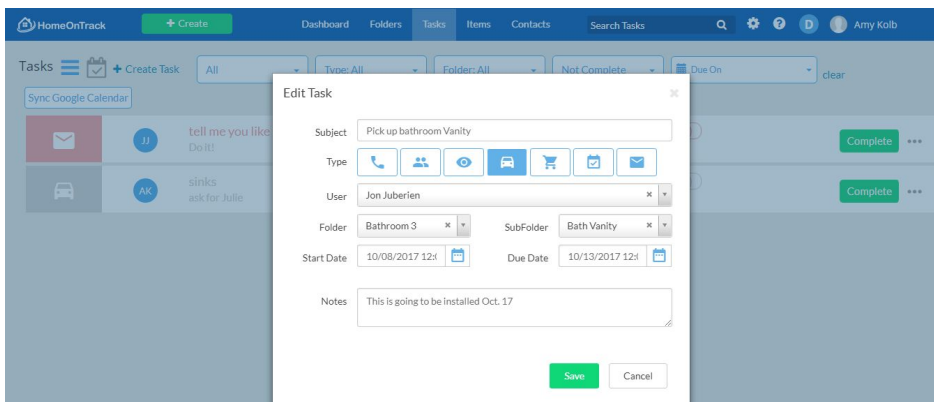 HomeOnTrack + Create Dashboard Folders Tasks Items Contacts Search Tasks D Amy Kolb
Tasks + Create Task All Type: All Folder: All Not Complete Due On clear
Sync Google Calendar
Edit Task
JJ tell me you like Complete
Do it!
AK sinks Complete
ask for Julie
Subject Pick up bathroom Vanity
Type
User Jon Juberien
Folder Bathroom 3 SubFolder Bath Vanity
Start Date 10/08/2017 12:0 Due Date 10/13/2017 12:0
Notes This is going to be installed Oct. 17
Save Cancel